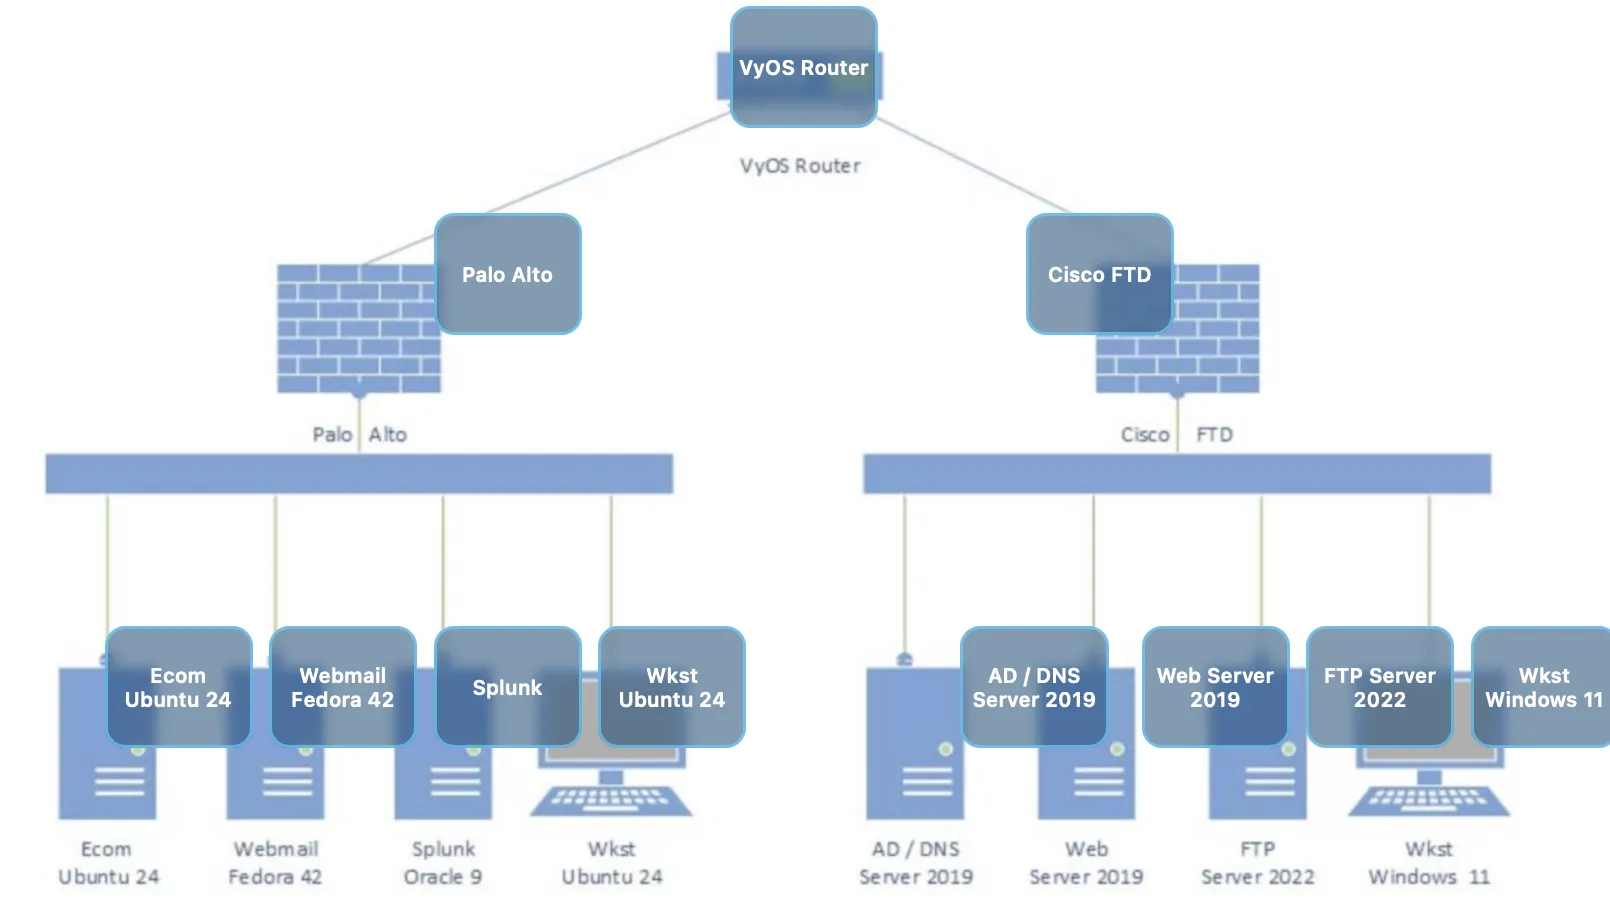 VyOS Router
VyOS Router
Palo Alto
Cisco FTD
Palo Alto
Cisco FTD
Ecom
Ubuntu 24
Webmail
Fedora 42
Splunk
Wkst
Ubuntu 24
AD / DNS
Server 2019
Web Server
2019
FTP Server
2022
Wkst
Windows 11
Ecom
Ubuntu 24
Webmail
Fedora 42
Splunk
Oracle 9
Wkst
Ubuntu 24
AD / DNS
Server 2019
Web
Server 2019
FTP
Server 2022
Wkst
Windows 11